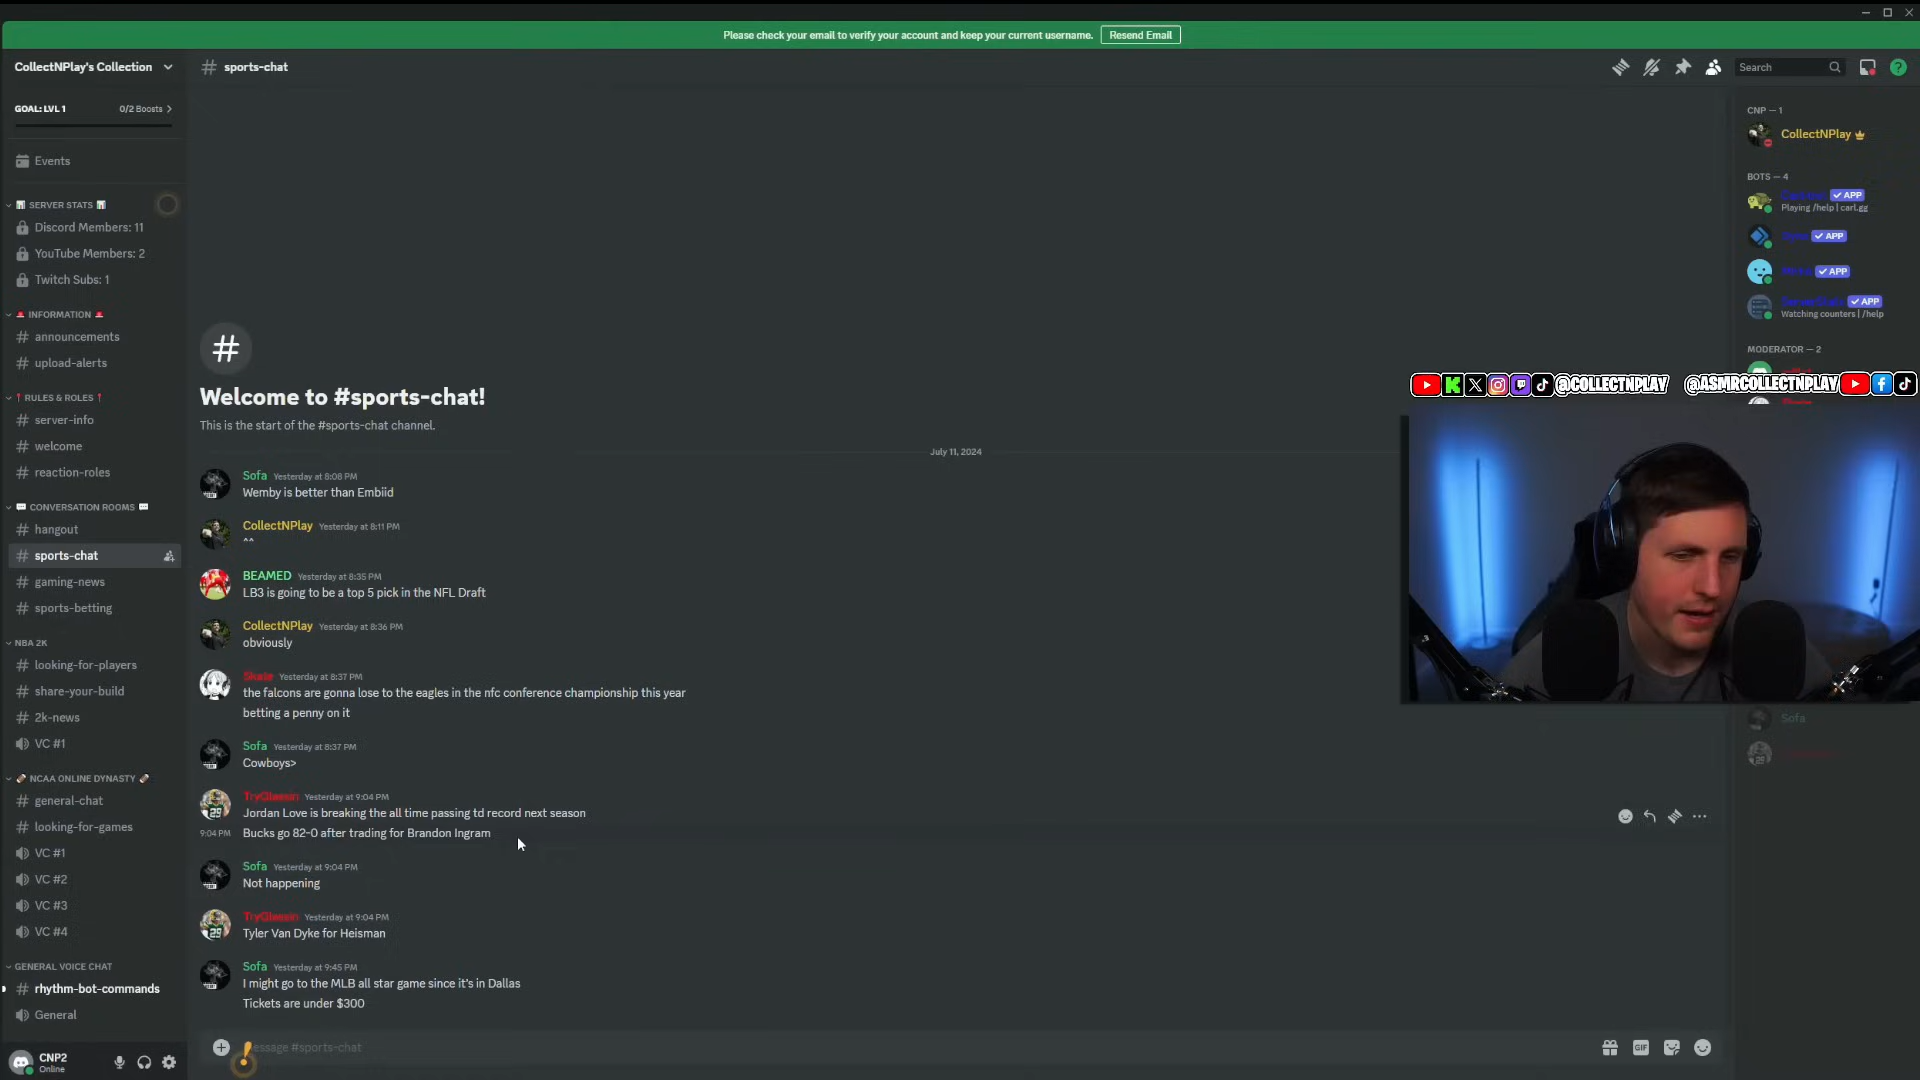 Please check your email to verify your account and keep your current username.
Resend Email
CollectNPlay's Collection
# sports-chat
Search
GOAL: LVL 1
0/2 Boosts
Events
SERVER STATS
Discord Members: 11
YouTube Members: 2
Twitch Subs: 1
INFORMATION
announcements
upload-alerts
RULES & ROLES
server-info
welcome
reaction-roles
CONVERSATION ROOMS
hangout
sports-chat
gaming-news
sports-betting
NBA 2K
looking-for-players
share-your-build
2k-news
VC #1
NCAA ONLINE DYNASTY
general-chat
looking-for-games
VC #1
VC #2
VC #3
VC #4
GENERAL VOICE CHAT
rhythm-bot-commands
General
CNP2
Online
Welcome to #sports-chat!
This is the start of the #sports-chat channel.
July 11, 2024
Sofa Yesterday at 8:08 PM
Wemby is better than Embiid
CollectNPlay Yesterday at 8:11 PM
^^
BEAMED Yesterday at 8:35 PM
LB3 is going to be a top 5 pick in the NFL Draft
CollectNPlay Yesterday at 8:36 PM
obviously
Yesterday at 8:37 PM
the falcons are gonna lose to the eagles in the nfc conference championship this year
betting a penny on it
Sofa Yesterday at 8:37 PM
Cowboys>
Yesterday at 9:04 PM
Jordan Love is breaking the all time passing td record next season
9:04 PM Bucks go 82-0 after trading for Brandon Ingram
Sofa Yesterday at 9:04 PM
Not happening
Yesterday at 9:04 PM
Tyler Van Dyke for Heisman
Sofa Yesterday at 9:45 PM
I might go to the MLB all star game since it's in Dallas
Tickets are under $300
Message #sports-chat
GIF
CNP — 1
CollectNPlay
BOTS — 4
APP
Playing /help | carl.gg
APP
APP
APP
Watching counters | /help
MODERATOR — 2
@COLLECTNPLAY
@ASMRCOLLECTNPLAY
Sofa